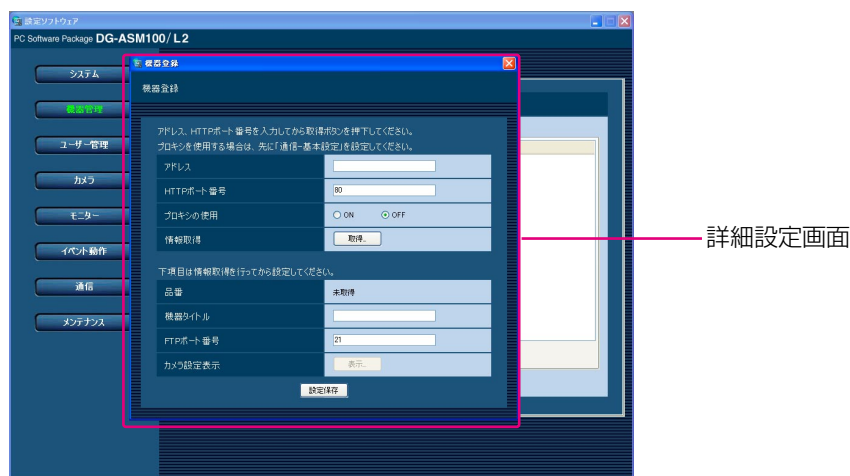 設定ソフトウェア
PC Software Package DG-ASM100/L2
システム
機器管理
ユーザー管理
カメラ
モニター
イベント動作
通信
メンテナンス
機器登録
機器登録
アドレス、HTTPポート番号を入力してから取得ボタンを押下してください。
プロキシを使用する場合は、先に「通信-基本設定」を設定してください。
アドレス
HTTPポート番号 80
プロキシの使用 ON OFF
情報取得 取得...
下項目は情報取得を行ってから設定してください。
品番 未取得
機器タイトル
FTPポート番号 21
カメラ設定表示 表示...
設定保存
詳細設定画面